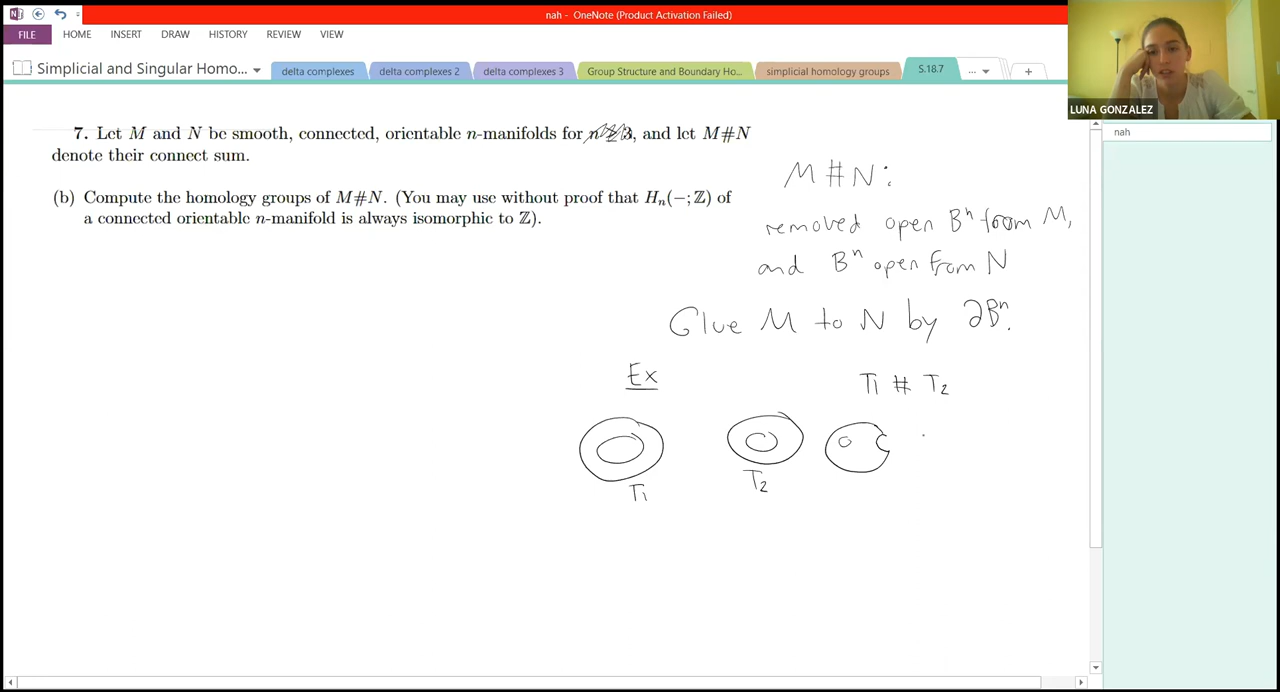 nah - OneNote (Product Activation Failed)
FILE HOME INSERT DRAW HISTORY REVIEW VIEW
Simplicial and Singular Homo... delta complexes delta complexes 2 delta complexes 3 Group Structure and Boundary Ho... simplicial homology groups S.18.7 ... +
LUNA GONZALEZ
nah
7. Let M and N be smooth, connected, orientable n-manifolds for n ≥ 3, and let M#N
denote their connect sum.
(b) Compute the homology groups of M#N. (You may use without proof that Hₙ(−;ℤ) of
a connected orientable n-manifold is always isomorphic to ℤ).
M # N:
removed open Bⁿ from M,
and Bⁿ open from N
Glue M to N by ∂Bⁿ.
Ex
T1 # T2
T1
T2